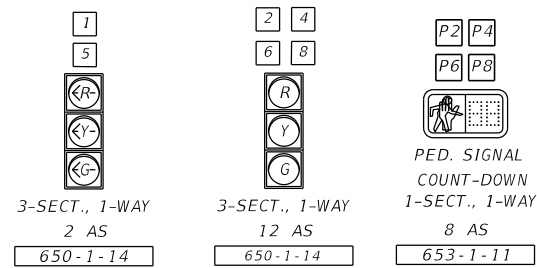 1
5
<R-
<Y-
<G-
3-SECT., 1-WAY
2 AS
650-1-14
2 4
6 8
R
Y
G
3-SECT., 1-WAY
12 AS
650-1-14
P2 P4
P6 P8
PED. SIGNAL
COUNT-DOWN
1-SECT., 1-WAY
8 AS
653-1-11